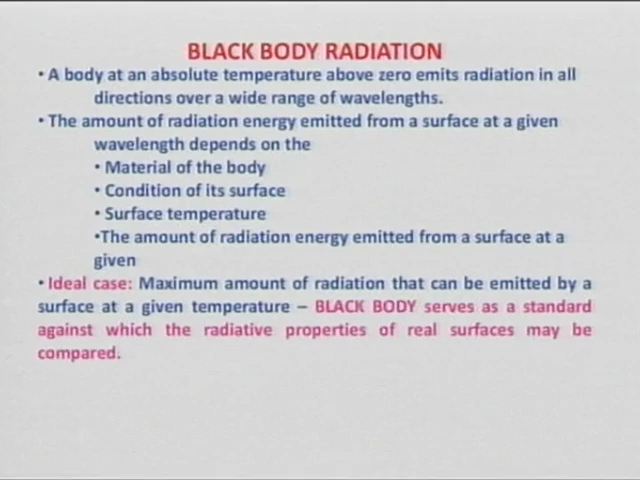 BLACK BODY RADIATION
• A body at an absolute temperature above zero emits radiation in all
directions over a wide range of wavelengths.
• The amount of radiation energy emitted from a surface at a given
wavelength depends on the
• Material of the body
• Condition of its surface
• Surface temperature
•The amount of radiation energy emitted from a surface at a
given
• Ideal case: Maximum amount of radiation that can be emitted by a
surface at a given temperature – BLACK BODY serves as a standard
against which the radiative properties of real surfaces may be
compared.